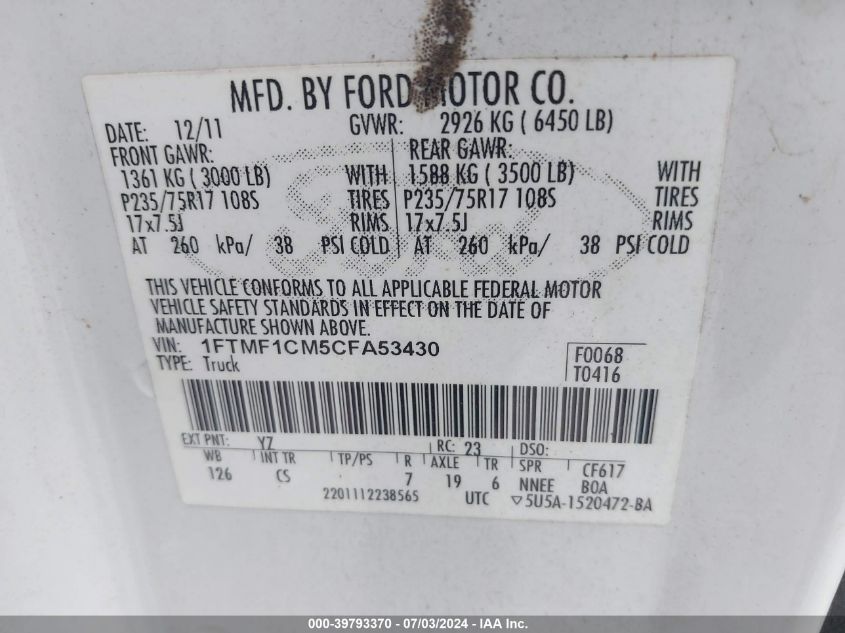 MFD. BY FORD MOTOR CO.
DATE: 12/11 GVWR: 2926 KG ( 6450 LB)
FRONT GAWR: REAR GAWR:
1361 KG ( 3000 LB) WITH 1588 KG ( 3500 LB) WITH
P235/75R17 108S TIRES P235/75R17 108S TIRES
17x7.5J RIMS 17x7.5J RIMS
AT 260 kPa/ 38 PSI COLD AT 260 kPa/ 38 PSI COLD
THIS VEHICLE CONFORMS TO ALL APPLICABLE FEDERAL MOTOR
VEHICLE SAFETY STANDARDS IN EFFECT ON THE DATE OF
MANUFACTURE SHOWN ABOVE.
VIN: 1FTMF1CM5CFA53430 F0068
TYPE: Truck T0416
EXT PNT: YZ RC: 23 DSO:
WB INT TR TP/PS R AXLE TR SPR CF617
126 CS 7 19 6 NNEE BOA
2201112238565 UTC ▽5U5A-1520472-BA
000-39793370 - 07/03/2024 - IAA Inc.